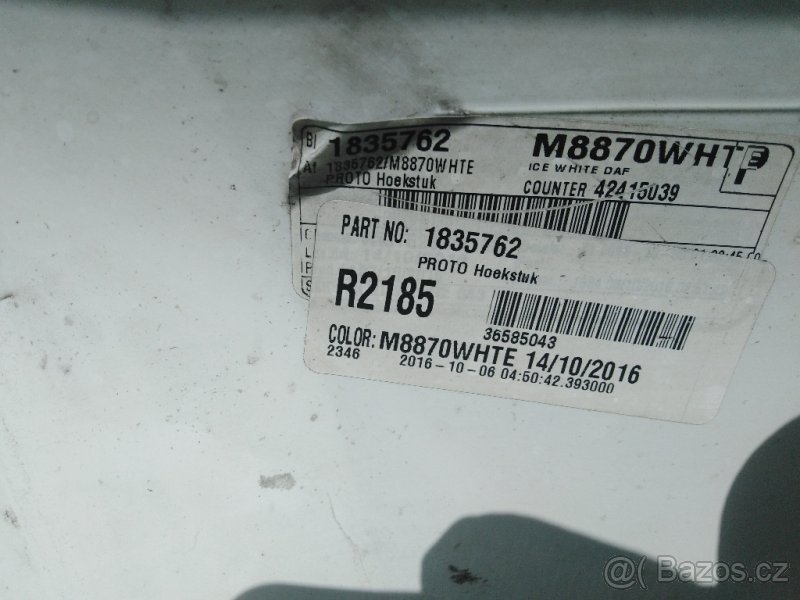 B) 1835762 M8870WHTE
1835762/M8870WHTE ICE WHITE DAF
PROTO Hoekstuk COUNTER 42415039
PART NO: 1835762
PROTO Hoekstuk
R2185
36585043
COLOR: M8870WHTE 14/10/2016
2346 2016-10-06 04:50:42.393000
@ Bazos.cz